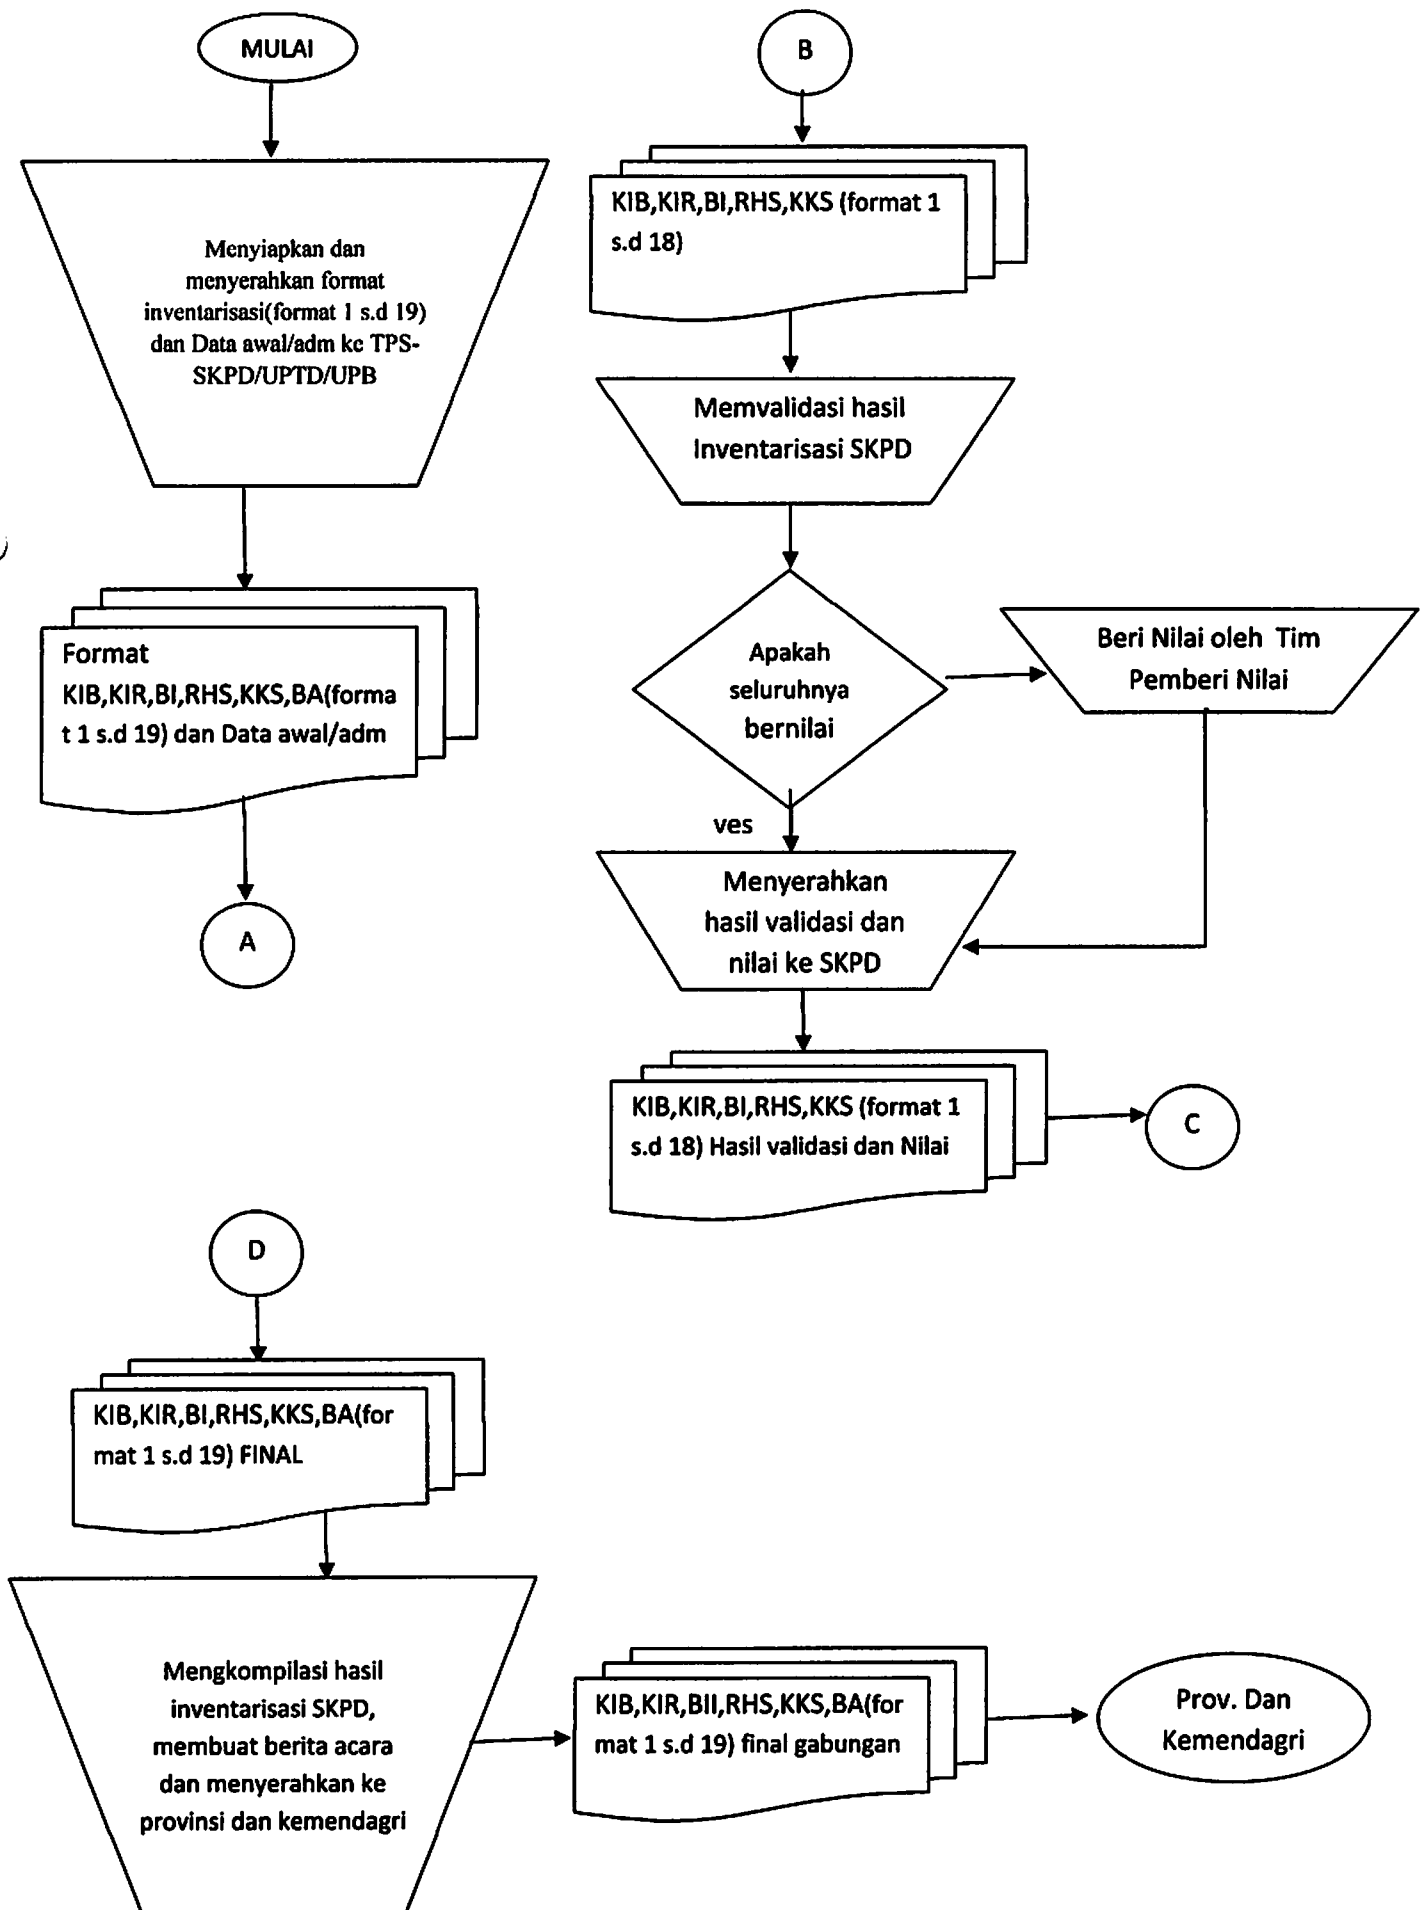 MULAI
Menyiapkan dan
menyerahkan format
inventarisasi(format 1 s.d 19)
dan Data awal/adm ke TPS-
SKPD/UPTD/UPB
Format
KIB,KIR,BI,RHS,KKS,BA(forma
t 1 s.d 19) dan Data awal/adm
A
B
KIB,KIR,BI,RHS,KKS (format 1
s.d 18)
Memvalidasi hasil
Inventarisasi SKPD
Apakah
seluruhnya
bernilai
Beri Nilai oleh Tim
Pemberi Nilai
ves
Menyerahkan
hasil validasi dan
nilai ke SKPD
KIB,KIR,BI,RHS,KKS (format 1
s.d 18) Hasil validasi dan Nilai
C
D
KIB,KIR,BI,RHS,KKS,BA(for
mat 1 s.d 19) FINAL
Mengkompilasi hasil
inventarisasi SKPD,
membuat berita acara
dan menyerahkan ke
provinsi dan kemendagri
KIB,KIR,BII,RHS,KKS,BA(for
mat 1 s.d 19) final gabungan
Prov. Dan
Kemendagri